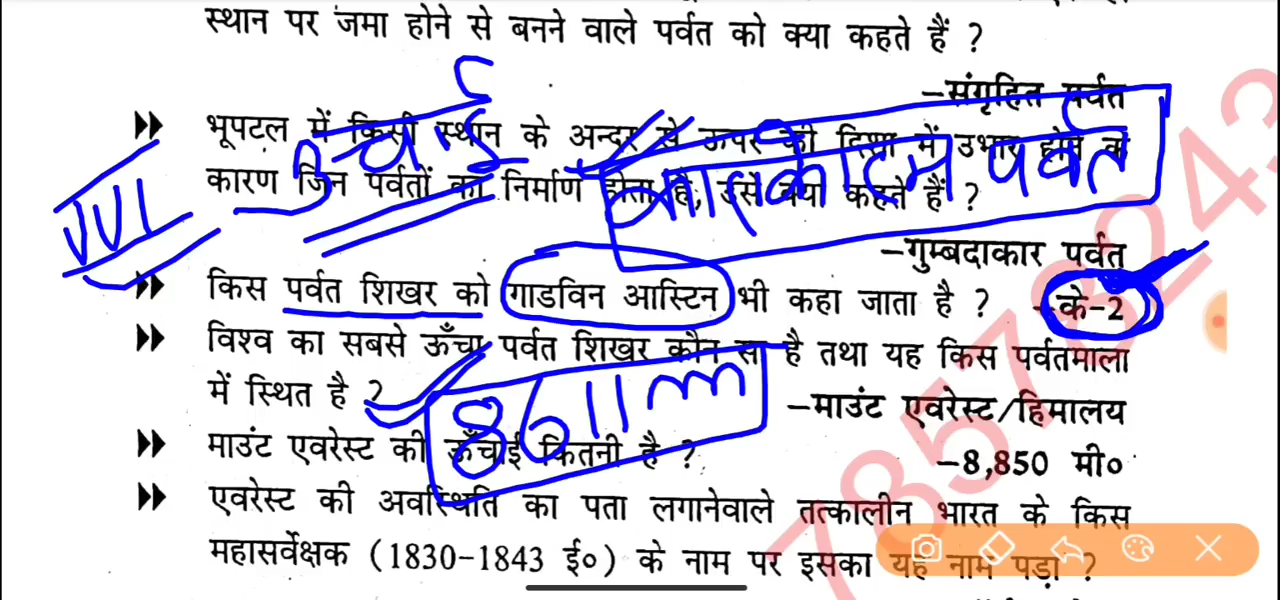 स्थान पर जमा होने से बनने वाले पर्वत को क्या कहते हैं ?
–संगृहित पर्वत
भूपटल में किसी स्थान के अन्दर से ऊपर की दिशा में उभार होने के
कारण जिन पर्वतों का निर्माण होता है, उसे क्या कहते हैं ?
ऊंचाई
पर्वत
–गुम्बदाकार पर्वत
किस पर्वत शिखर को गाडविन आस्टिन भी कहा जाता है ? –के-2
विश्व का सबसे ऊँचा पर्वत शिखर कौन सा है तथा यह किस पर्वतमाला
में स्थित है ?
8611m
–माउंट एवरेस्ट/हिमालय
माउंट एवरेस्ट की ऊँचाई कितनी है ? –8,850 मी०
एवरेस्ट की अवस्थिति का पता लगानेवाले तत्कालीन भारत के किस
महासर्वेक्षक (1830-1843 ई०) के नाम पर इसका यह नाम पड़ा ?